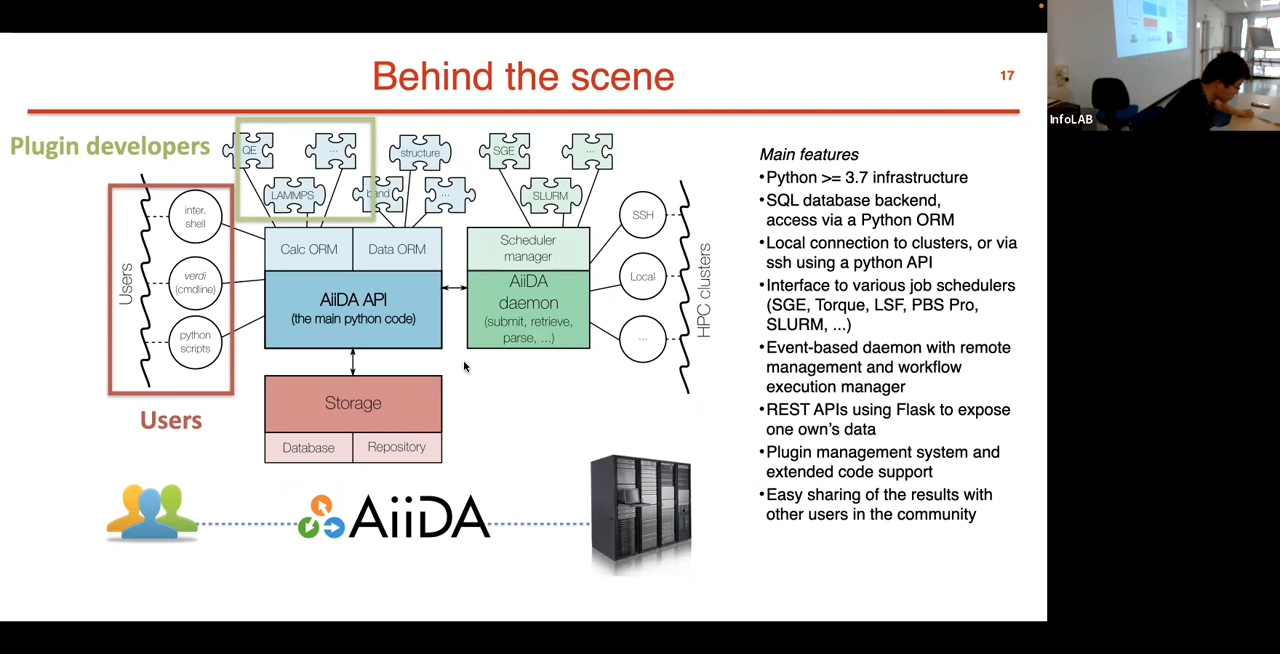 Behind the scene
17
InfoLAB
Plugin developers
QE
...
LAMMPS
structure
band
...
SGE
...
SLURM
Users
inter.
shell
verdi
(cmdline)
python
scripts
Users
Calc ORM
Data ORM
AiiDA API
(the main python code)
Scheduler
manager
AiiDA
daemon
(submit, retrieve,
parse, ...)
SSH
Local
...
HPC clusters
Storage
Database
Repository
AiiDA
Main features
•Python >= 3.7 infrastructure
•SQL database backend,
access via a Python ORM
•Local connection to clusters, or via
ssh using a python API
•Interface to various job schedulers
(SGE, Torque, LSF, PBS Pro,
SLURM, ...)
•Event-based daemon with remote
management and workflow
execution manager
•REST APIs using Flask to expose
one own's data
•Plugin management system and
extended code support
•Easy sharing of the results with
other users in the community